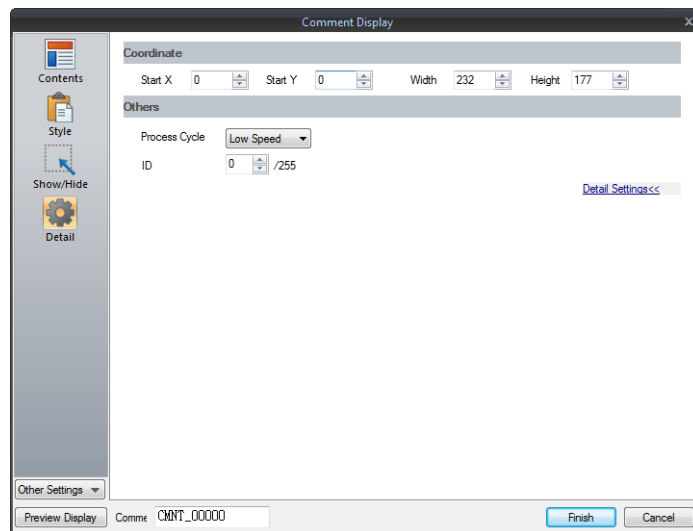 Comment Display
Contents
Style
Show/Hide
Detail
Coordinate
Start X 0 Start Y 0 Width 232 Height 177
Others
Process Cycle Low Speed
ID 0 /255
Detail Settings<<
Other Settings
Preview Display Comme CMNT_00000 Finish Cancel